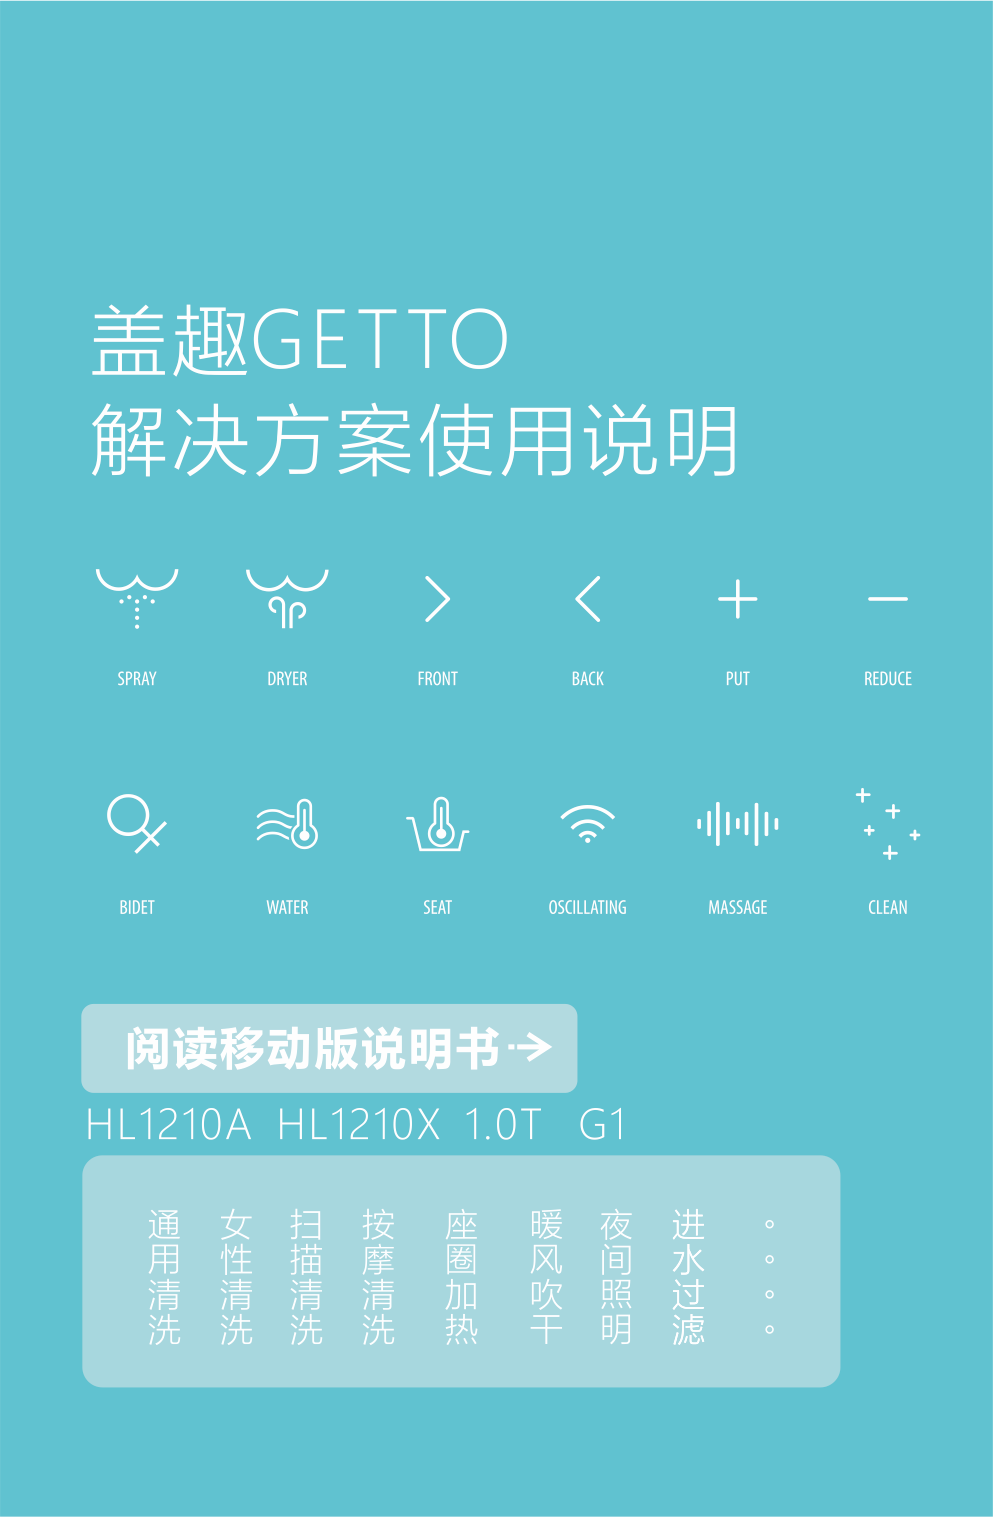 盖趣GETTO
解决方案使用说明
SPRAY DRYER FRONT BACK PUT REDUCE
BIDET WATER SEAT OSCILLATING MASSAGE CLEAN
阅读移动版说明书
HL1210A HL1210X 1.0T G1
通用清洗
女性清洗
扫描清洗
按摩清洗
座圈加热
暖风吹干
夜间照明
进水过滤
。。。。